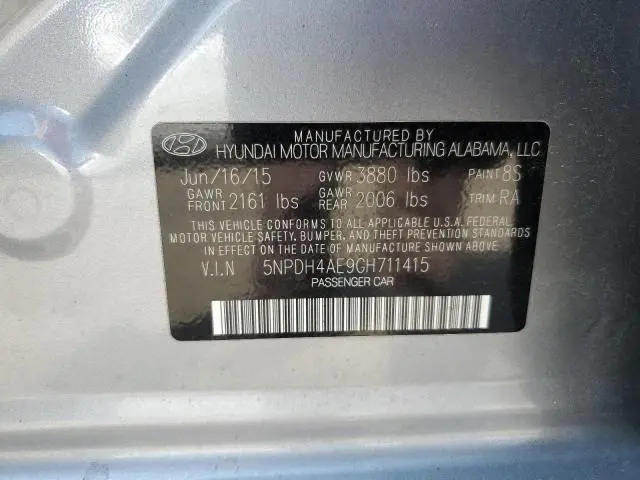 MANUFACTURED BY
HYUNDAI MOTOR MANUFACTURING ALABAMA, LLC
Jun/16/15 GVWR 3880 lbs PAINT 8S
GAWR FRONT 2161 lbs GAWR REAR 2006 lbs TRIM RA
THIS VEHICLE CONFORMS TO ALL APPLICABLE U.S.A. FEDERAL
MOTOR VEHICLE SAFETY, BUMPER, AND THEFT PREVENTION STANDARDS
IN EFFECT ON THE DATE OF MANUFACTURE SHOWN ABOVE.
V.I.N 5NPDH4AE9GH711415
PASSENGER CAR